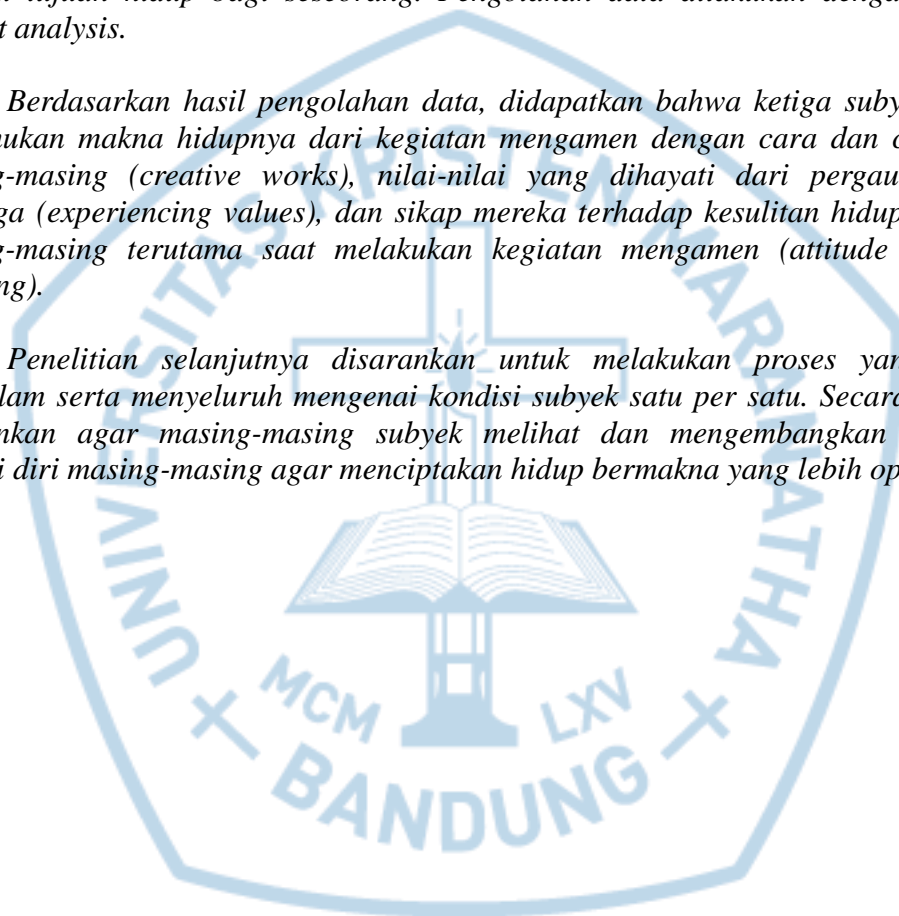 tujuan hidup bagi seseorang. Pengolahan data dilakukan
t analysis.
Berdasarkan hasil pengolahan data, didapatkan bahwa ketiga suby
ukan makna hidupnya dari kegiatan mengamen dengan cara dan
g-masing (creative works), nilai-nilai yang dihayati dari pergau
ga (experiencing values), dan sikap mereka terhadap kesulitan hidup
g-masing terutama saat melakukan kegiatan mengamen (attitude
ng).
Penelitian selanjutnya disarankan untuk melakukan proses yan
lam serta menyeluruh mengenai kondisi subyek satu per satu. Secara
nkan agar masing-masing subyek melihat dan mengembangkan
i diri masing-masing agar menciptakan hidup bermakna yang lebih op
UNIVERSITAS KRISTEN MARANATHA
MCM LXV
BANDUNG